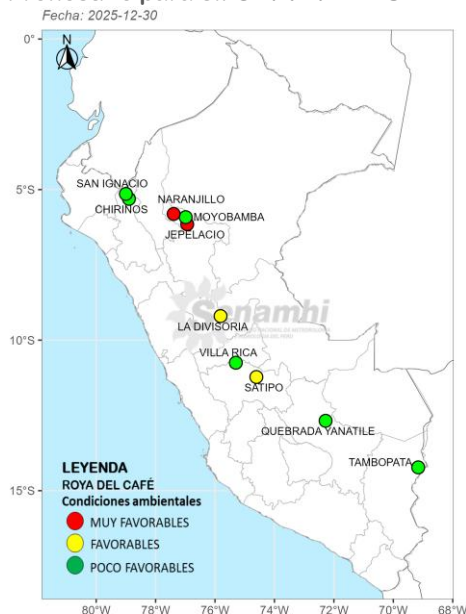 Fecha: 2025-12-30
N
0°
5°S
10°S
15°S
SAN IGNACIO
CHIRINOS
NARANJILLO
MOYOBAMBA
JEPELACIO
Senamhi
LA DIVISORIA
VILLA RICA
SATIPO
QUEBRADA YANATILE
TAMBOPATA
LEYENDA
ROYA DEL CAFÉ
Condiciones ambientales
MUY FAVORABLES
FAVORABLES
POCO FAVORABLES
80°W 78°W 76°W 74°W 72°W 70°W 68°W